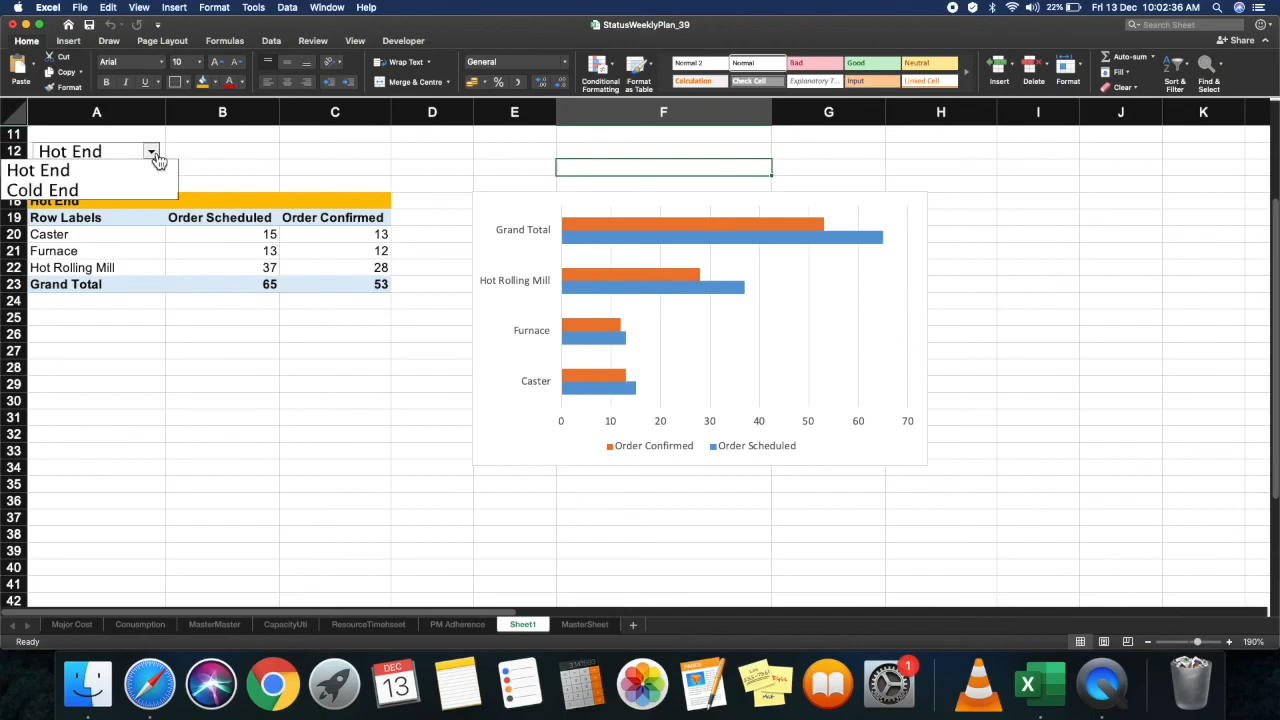 Excel File Edit View Insert Format Tools Data Window Help 22% Fri 13 Dec 10:02:36 AM
StatusWeeklyPlan_39 Search Sheet
Home Insert Draw Page Layout Formulas Data Review View Developer Share
Paste Cut Copy Format
Arial 10 A A B I U A
Wrap Text Merge & Centre
General %
Conditional Formatting Format as Table
Normal 2 Normal Bad Good Neutral
Calculation Check Cell Explanatory T... Input Linked Cell
Insert Delete Format
Auto-sum Fill Clear
Sort & Filter Find & Select
A B C D E F G H I J K
11
12 Hot End
Hot End
Cold End
18 Hot End
19 Row Labels Order Scheduled Order Confirmed
20 Caster 15 13
21 Furnace 13 12
22 Hot Rolling Mill 37 28
23 Grand Total 65 53
24
25
26
27
28
29
30
31
32
33
34
35
36
37
38
39
40
41
42
Grand Total
Hot Rolling Mill
Furnace
Caster
0 10 20 30 40 50 60 70
Order Confirmed Order Scheduled
Major Cost Conusmption MasterMaster CapacityUti ResourceTimehseet PM Adherence Sheet1 MasterSheet +
Ready 190%
DEC
13
1